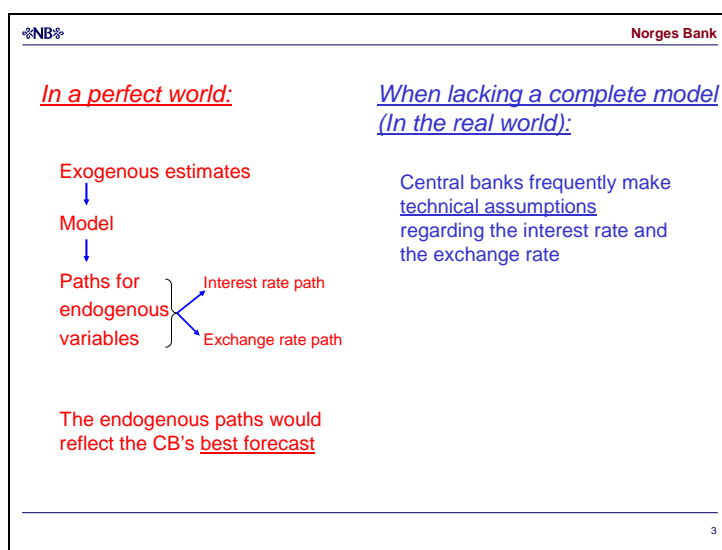 NB
Norges Bank
In a perfect world:
Exogenous estimates
Model
Paths for
endogenous
variables
Interest rate path
Exchange rate path
The endogenous paths would
reflect the CB's best forecast
When lacking a complete model
(In the real world):
Central banks frequently make
technical assumptions
regarding the interest rate and
the exchange rate
3